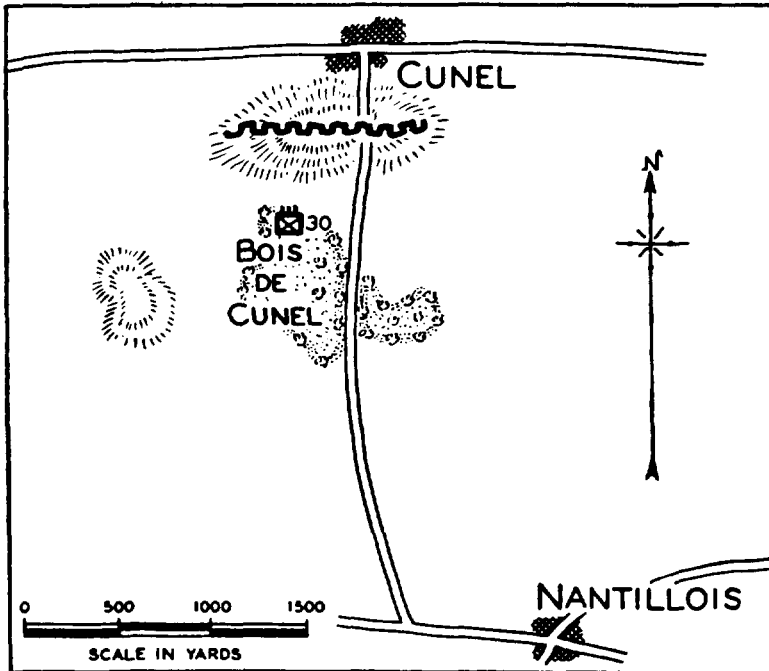 CUNEL
N
30
BOIS
DE
CUNEL
NANTILLOIS
0 500 1000 1500
SCALE IN YARDS